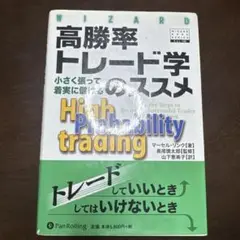 WIZARD
高勝率
トレード学
のススメ
小さく張って
着実に儲ける
High
Probability
trading
マーセル・リンク[著]
長尾慎太郎[監修]
山下恵美子[訳]
トレードしていいとき
してはいけないとき
PanRolling